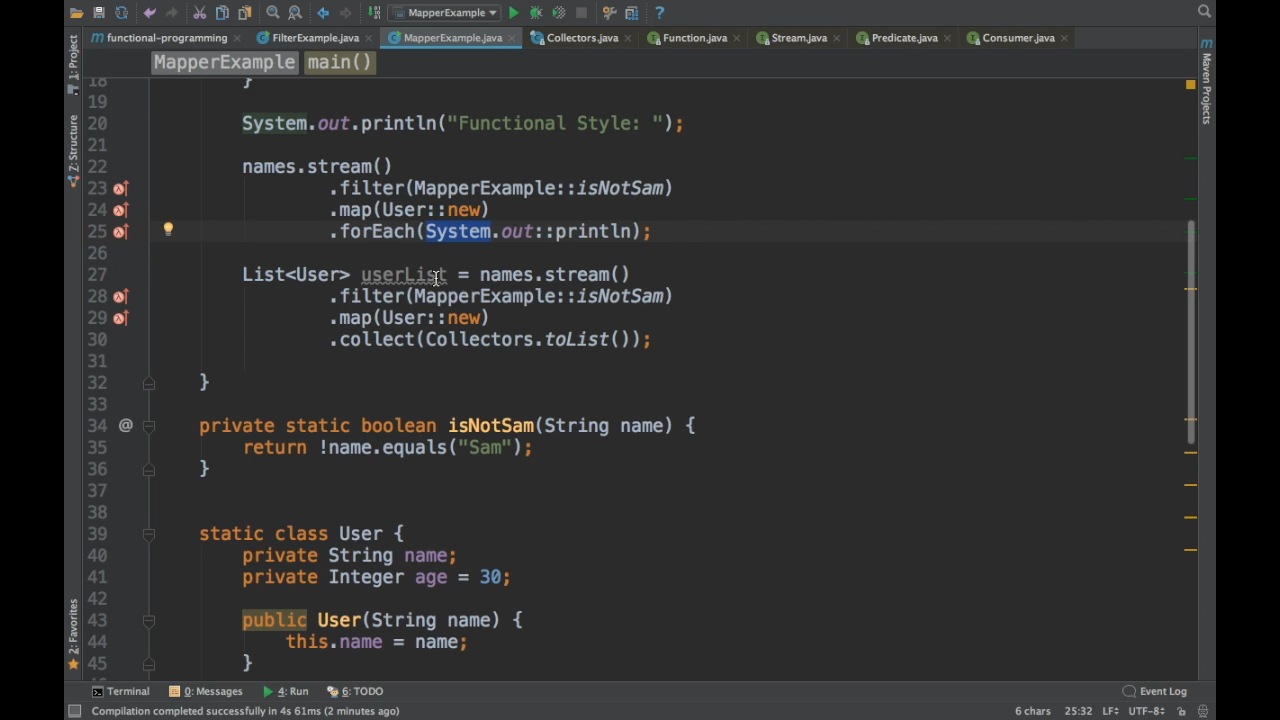 MapperExample
functional-programming FilterExample.java MapperExample.java Collectors.java Function.java Stream.java Predicate.java Consumer.java
MapperExample main()
1: Project
Z: Structure
2: Favorites
Maven Projects
18 }
19
20 System.out.println("Functional Style: ");
21
22 names.stream()
23 .filter(MapperExample::isNotSam)
24 .map(User::new)
25 .forEach(System.out::println);
26
27 List<User> userList = names.stream()
28 .filter(MapperExample::isNotSam)
29 .map(User::new)
30 .collect(Collectors.toList());
31
32 }
33
34 @ private static boolean isNotSam(String name) {
35 return !name.equals("Sam");
36 }
37
38
39 static class User {
40 private String name;
41 private Integer age = 30;
42
43 public User(String name) {
44 this.name = name;
45 }
Terminal 0: Messages 4: Run 6: TODO Event Log
Compilation completed successfully in 4s 61ms (2 minutes ago) 6 chars 25:32 LF UTF-8